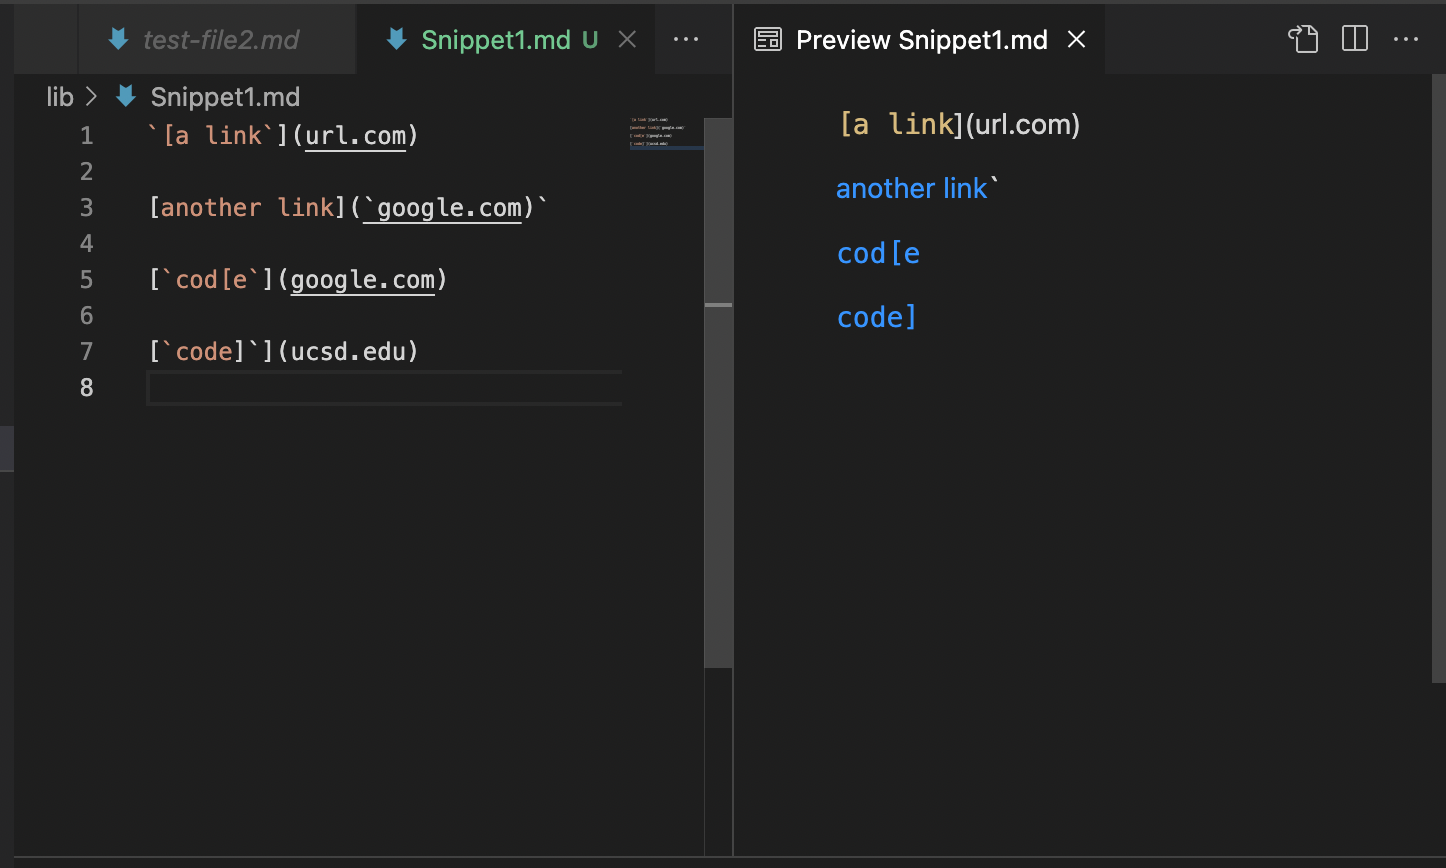 test-file2.md
Snippet1.md U
Preview Snippet1.md
lib > Snippet1.md
1 `[a link`](url.com)
2
3 [another link](`google.com)`
4
5 [`cod[e`](google.com)
6
7 [`code]`](ucsd.edu)
8
[a link](url.com)
another link`
cod[e
code]